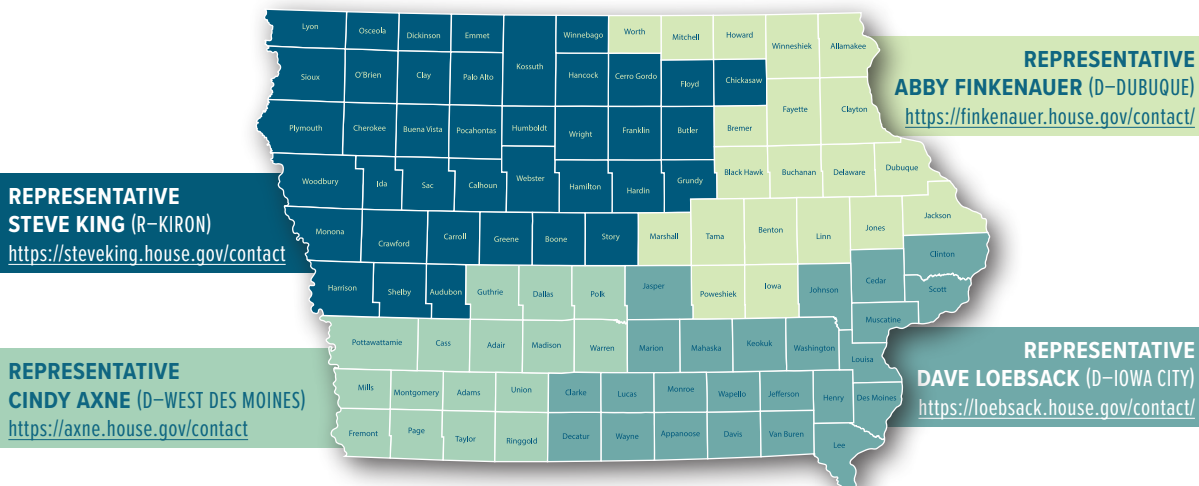 Lyon
Osceola
Dickinson
Emmet
Winnebago
Worth
Mitchell
Howard
Winneshiek
Allamakee
Kossuth
Sioux
O'Brien
Clay
Palo Alto
Hancock
Cerro Gordo
Floyd
Chickasaw
Fayette
Clayton
Plymouth
Cherokee
Buena Vista
Pocahontas
Humboldt
Wright
Franklin
Butler
Bremer
Woodbury
Ida
Sac
Calhoun
Webster
Hamilton
Hardin
Grundy
Black Hawk
Buchanan
Delaware
Dubuque
Monona
Crawford
Carroll
Greene
Boone
Story
Marshall
Tama
Benton
Linn
Jones
Jackson
Clinton
Harrison
Shelby
Audubon
Guthrie
Dallas
Polk
Jasper
Poweshiek
Iowa
Johnson
Cedar
Scott
Muscatine
Pottawattamie
Cass
Adair
Madison
Warren
Marion
Mahaska
Keokuk
Washington
Louisa
Mills
Montgomery
Adams
Union
Clarke
Lucas
Monroe
Wapello
Jefferson
Henry
Des Moines
Fremont
Page
Taylor
Ringgold
Decatur
Wayne
Appanoose
Davis
Van Buren
Lee
REPRESENTATIVE
ABBY FINKENAUER (D–DUBUQUE)
https://finkenauer.house.gov/contact/
REPRESENTATIVE
STEVE KING (R–KIRON)
https://steveking.house.gov/contact
REPRESENTATIVE
CINDY AXNE (D–WEST DES MOINES)
https://axne.house.gov/contact
REPRESENTATIVE
DAVE LOEBSACK (D–IOWA CITY)
https://loebsack.house.gov/contact/